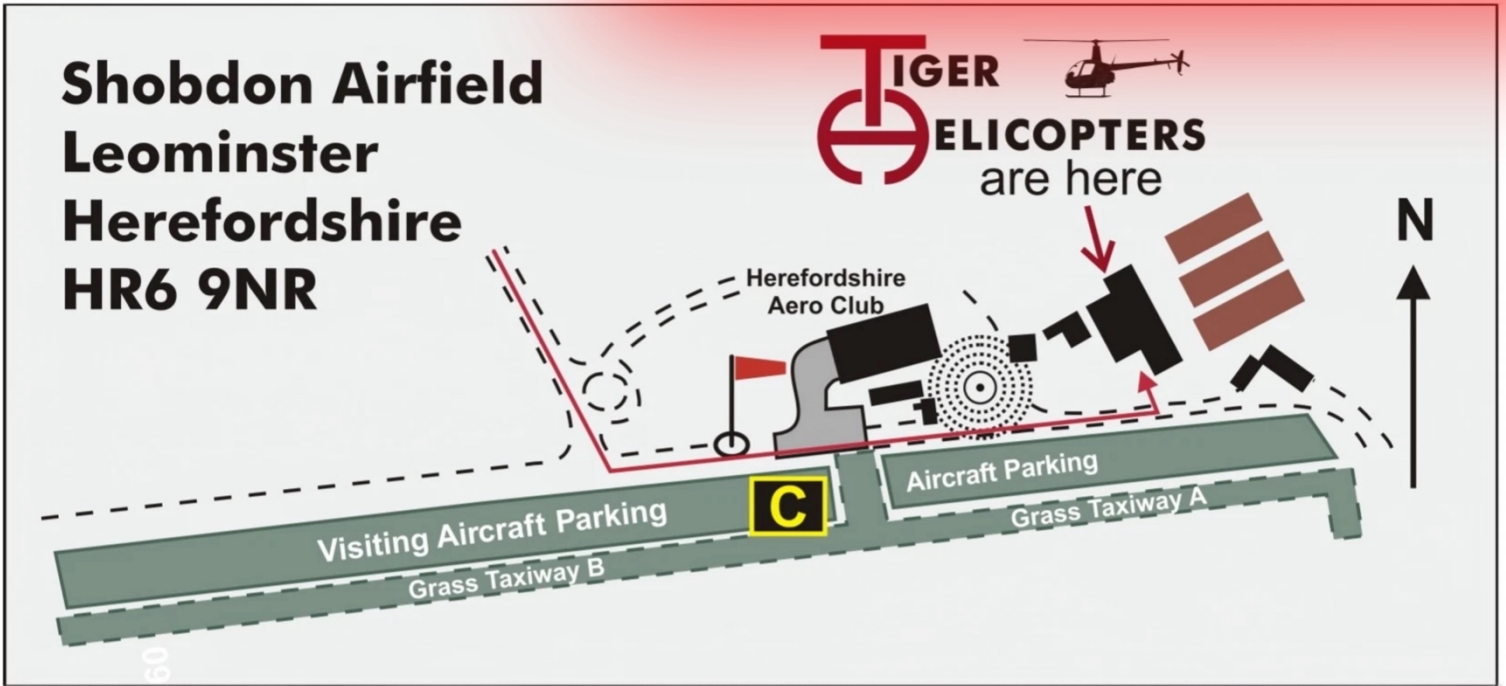 Shobdon Airfield
Leominster
Herefordshire
HR6 9NR
TIGER
HELICOPTERS
are here
N
Herefordshire
Aero Club
Aircraft Parking
C
Visiting Aircraft Parking
Grass Taxiway A
Grass Taxiway B
60